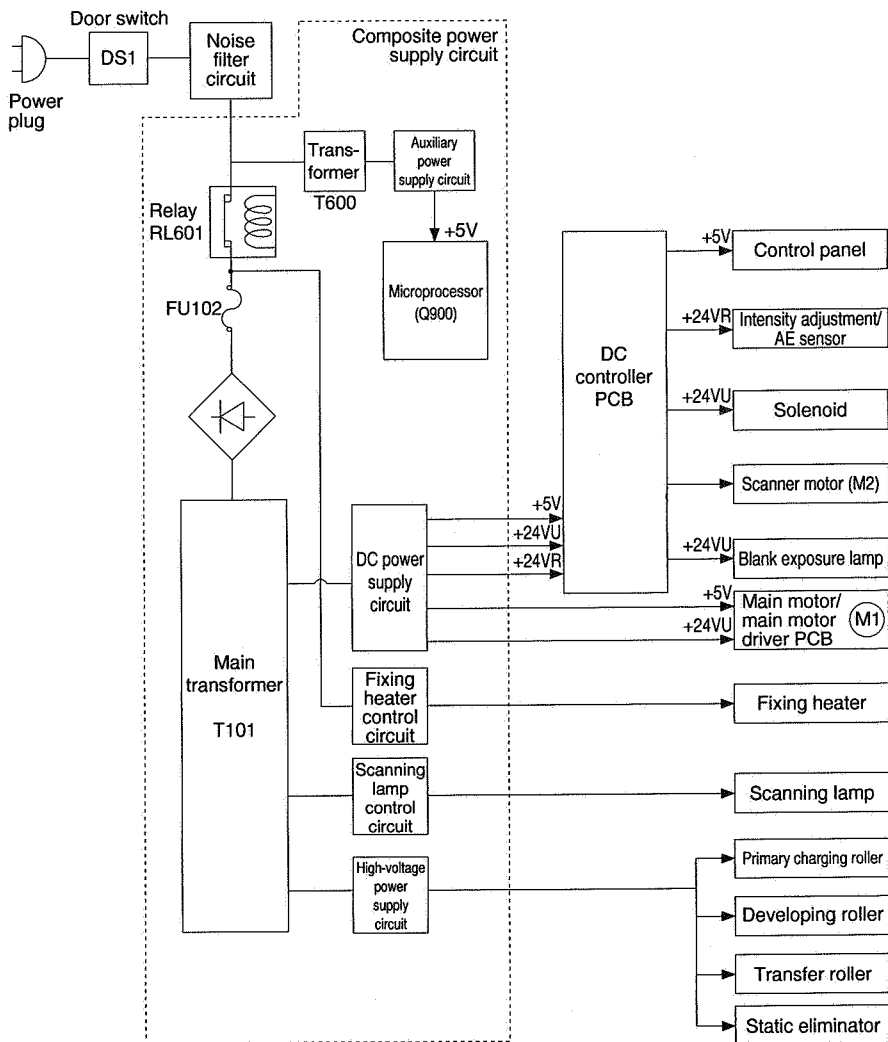 Door switch
DS1
Power
plug
Noise
filter
circuit
Composite power
supply circuit
Trans-
former
T600
Auxiliary
power
supply circuit
+5V
Microprocessor
(Q900)
Relay
RL601
FU102
Main
transformer
T101
DC power
supply
circuit
+5V
+24VU
+24VR
+5V
+24VU
Fixing
heater
control
circuit
Scanning
lamp
control
circuit
High-voltage
power
supply
circuit
DC
controller
PCB
+5V
Control panel
+24VR
Intensity adjustment/
AE sensor
+24VU
Solenoid
Scanner motor (M2)
+24VU
Blank exposure lamp
Main motor/
main motor
driver PCB
M1
Fixing heater
Scanning lamp
Primary charging roller
Developing roller
Transfer roller
Static eliminator